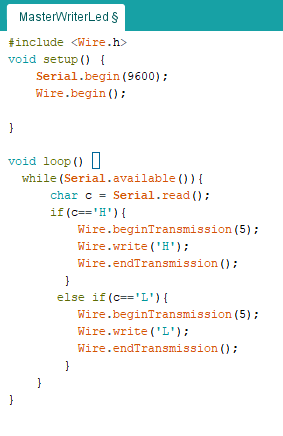 MasterWriterLed §
#include <Wire.h>
void setup() {
    Serial.begin(9600);
    Wire.begin();

}

void loop() 
  while(Serial.available()){
      char c = Serial.read();
      if(c=='H'){
          Wire.beginTransmission(5);
          Wire.write('H');
          Wire.endTransmission();
        }
       else if(c=='L'){
          Wire.beginTransmission(5);
          Wire.write('L');
          Wire.endTransmission();
        }
    }
}